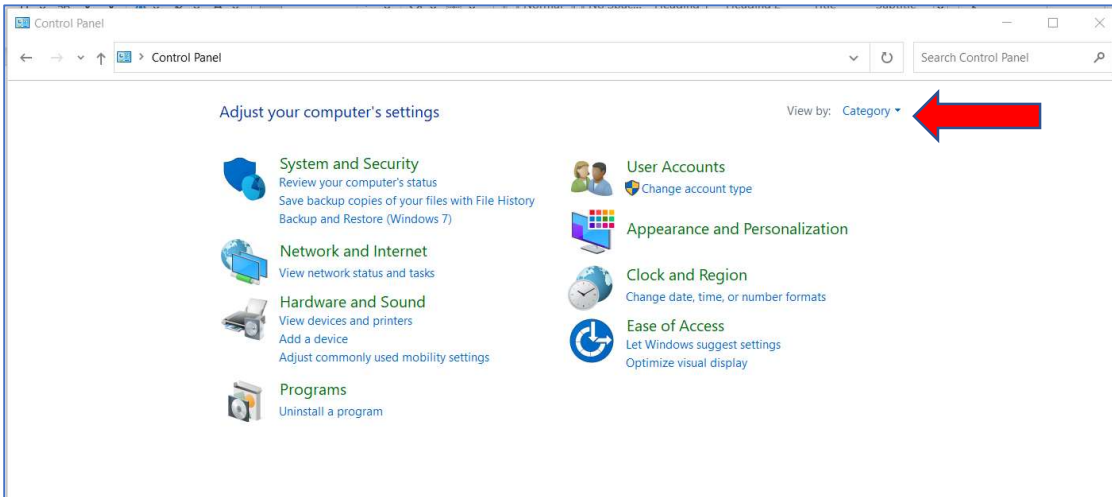 Control Panel
Control Panel
Search Control Panel
Adjust your computer's settings
View by: Category
System and Security
Review your computer's status
Save backup copies of your files with File History
Backup and Restore (Windows 7)
Network and Internet
View network status and tasks
Hardware and Sound
View devices and printers
Add a device
Adjust commonly used mobility settings
Programs
Uninstall a program
User Accounts
Change account type
Appearance and Personalization
Clock and Region
Change date, time, or number formats
Ease of Access
Let Windows suggest settings
Optimize visual display